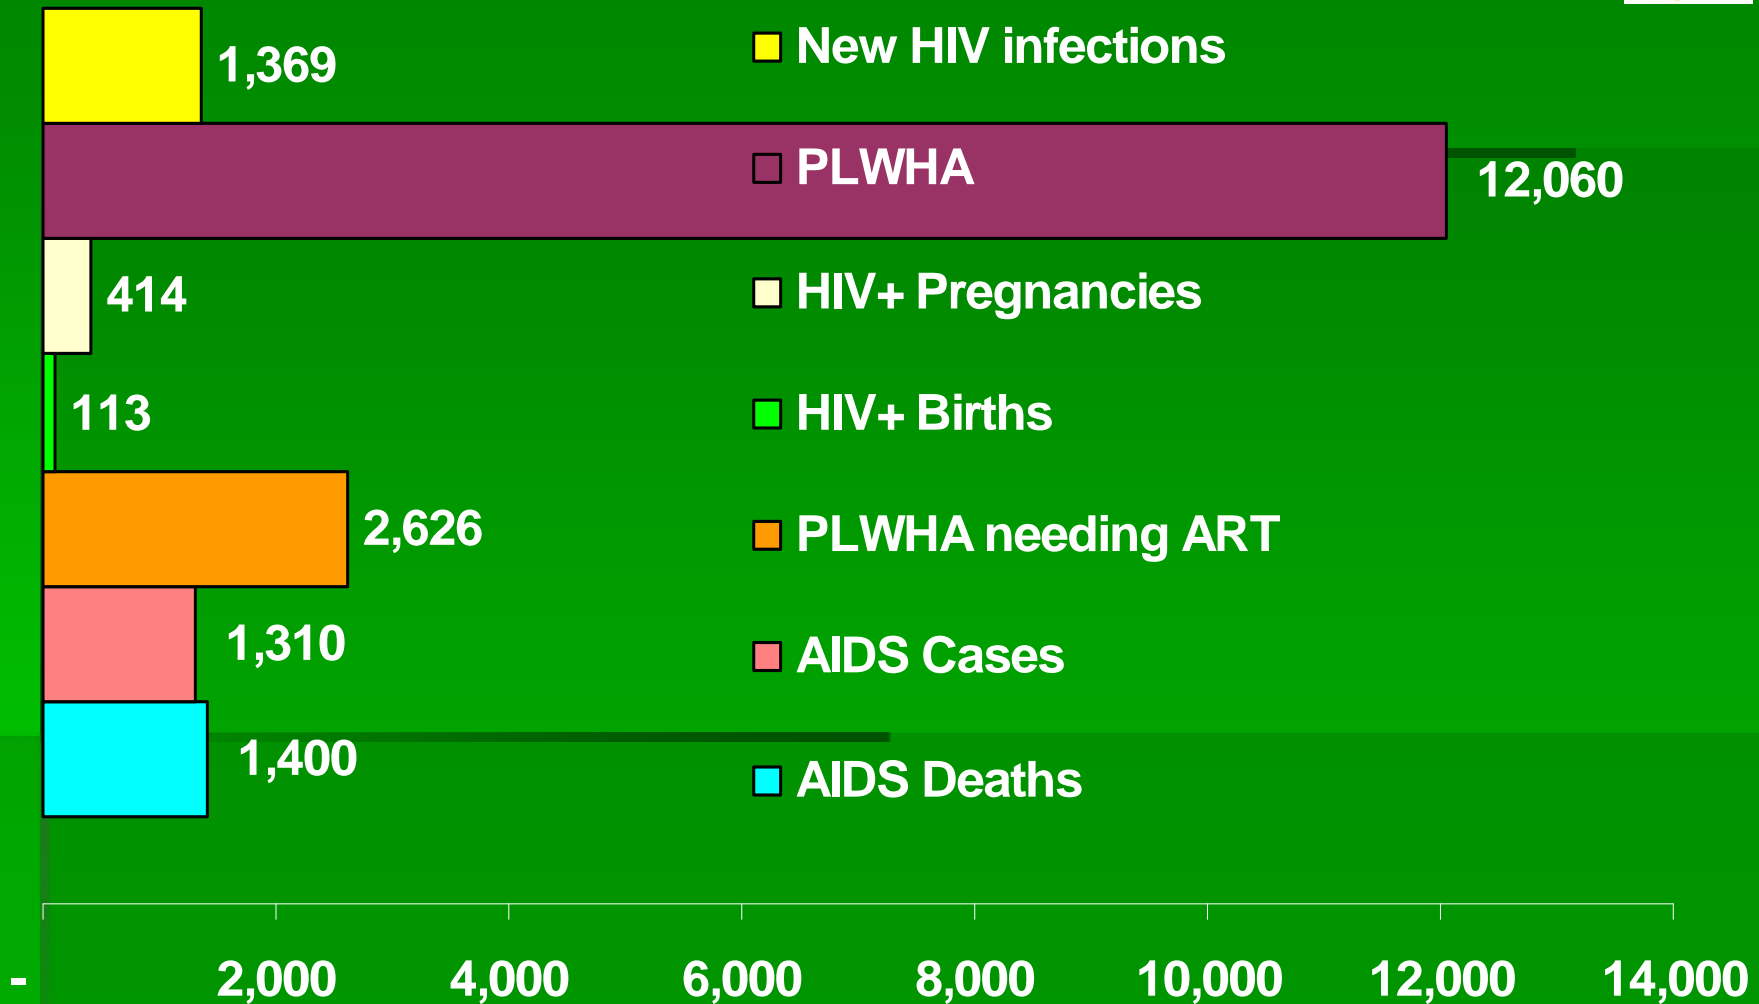 New HIV infections
1,369
PLWHA
12,060
HIV+ Pregnancies
414
HIV+ Births
113
PLWHA needing ART
2,626
AIDS Cases
1,310
AIDS Deaths
1,400
- 2,000 4,000 6,000 8,000 10,000 12,000 14,000